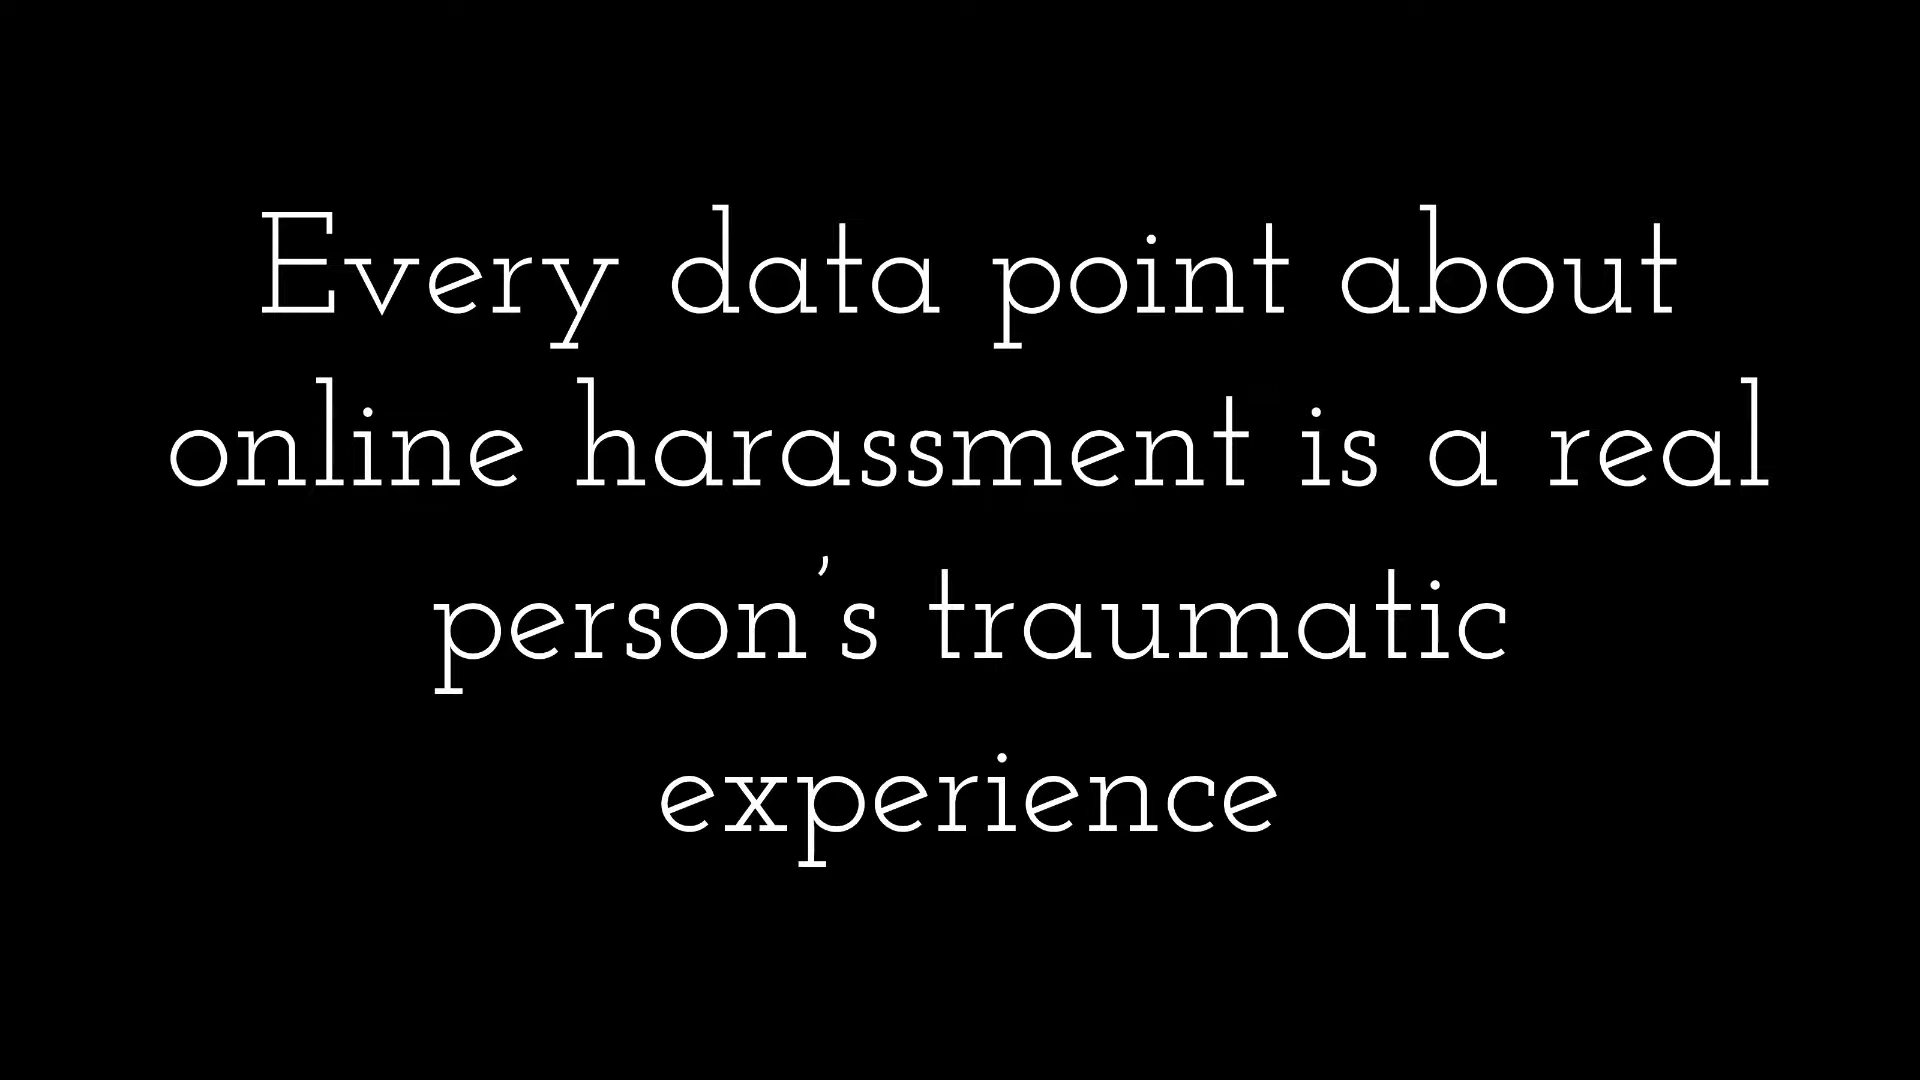 Every data point about
online harassment is a real
person’s traumatic
experience